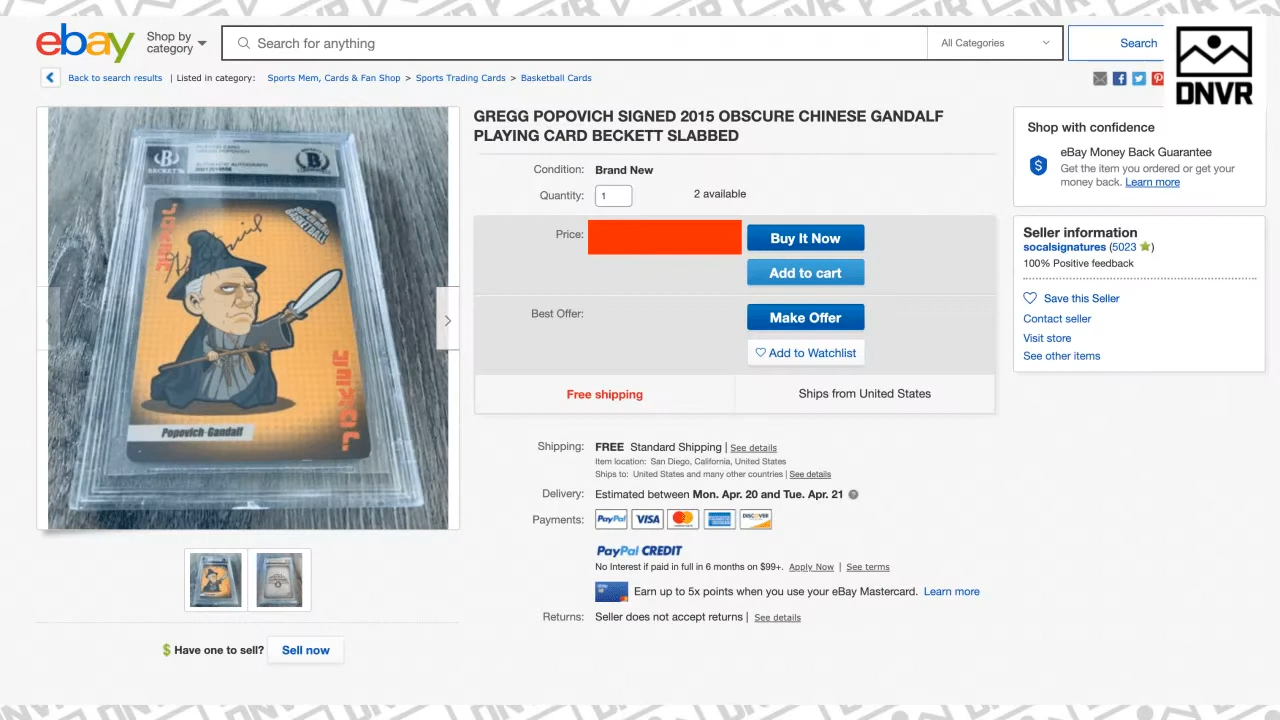 ebay
Shop by
category
Search for anything
All Categories
Search
DNVR
Back to search results | Listed in category: Sports Mem, Cards & Fan Shop > Sports Trading Cards > Basketball Cards
GREGG POPOVICH SIGNED 2015 OBSCURE CHINESE GANDALF
PLAYING CARD BECKETT SLABBED
Condition: Brand New
Quantity: 1 2 available
Price:
Buy It Now
Add to cart
Best Offer:
Make Offer
Add to Watchlist
Free shipping
Ships from United States
Shipping: FREE Standard Shipping | See details
Item location: San Diego, California, United States
Ships to: United States and many other countries | See details
Delivery: Estimated between Mon. Apr. 20 and Tue. Apr. 21
Payments: PayPal VISA DISCOVER
PayPal CREDIT
No Interest if paid in full in 6 months on $99+. Apply Now | See terms
Earn up to 5x points when you use your eBay Mastercard. Learn more
Returns: Seller does not accept returns | See details
Shop with confidence
eBay Money Back Guarantee
Get the item you ordered or get your
money back. Learn more
Seller information
socalsignatures (5023)
100% Positive feedback
Save this Seller
Contact seller
Visit store
See other items
BECKETT
B
BASKETBALL
Popovich-Gandalf
Have one to sell? Sell now